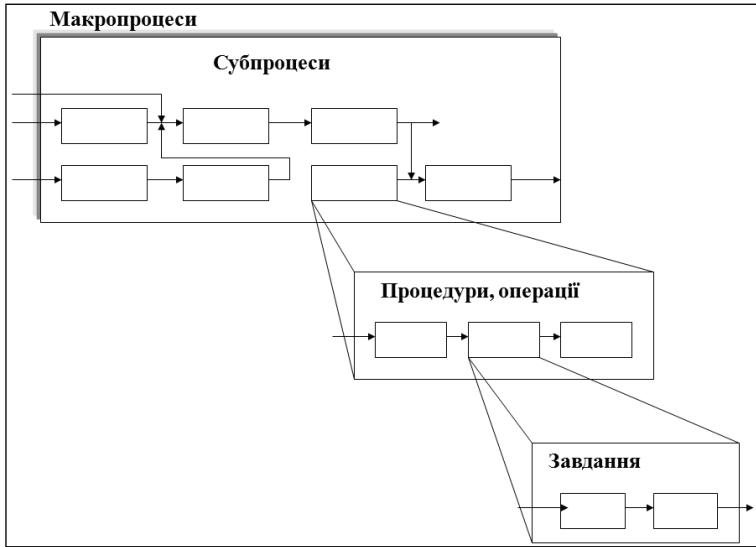 Макропроцеси
Субпроцеси
Процедури, операції
Завдання